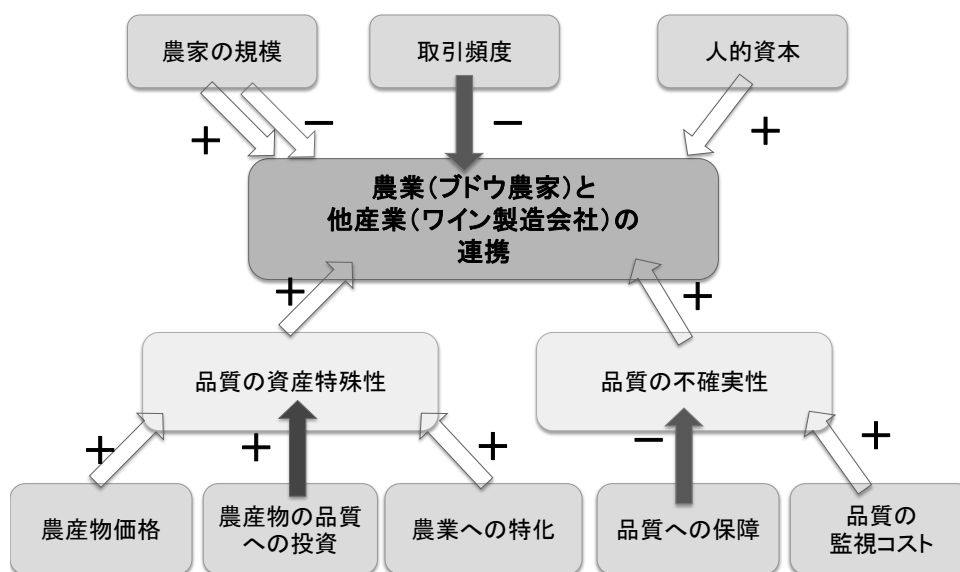 農家の規模
取引頻度
人的資本
+
−
−
+
農業(ブドウ農家)と
他産業(ワイン製造会社)の
連携
+
+
品質の資産特殊性
品質の不確実性
+
+
+
−
+
農産物価格
農産物の品質
への投資
農業への特化
品質への保障
品質の
監視コスト